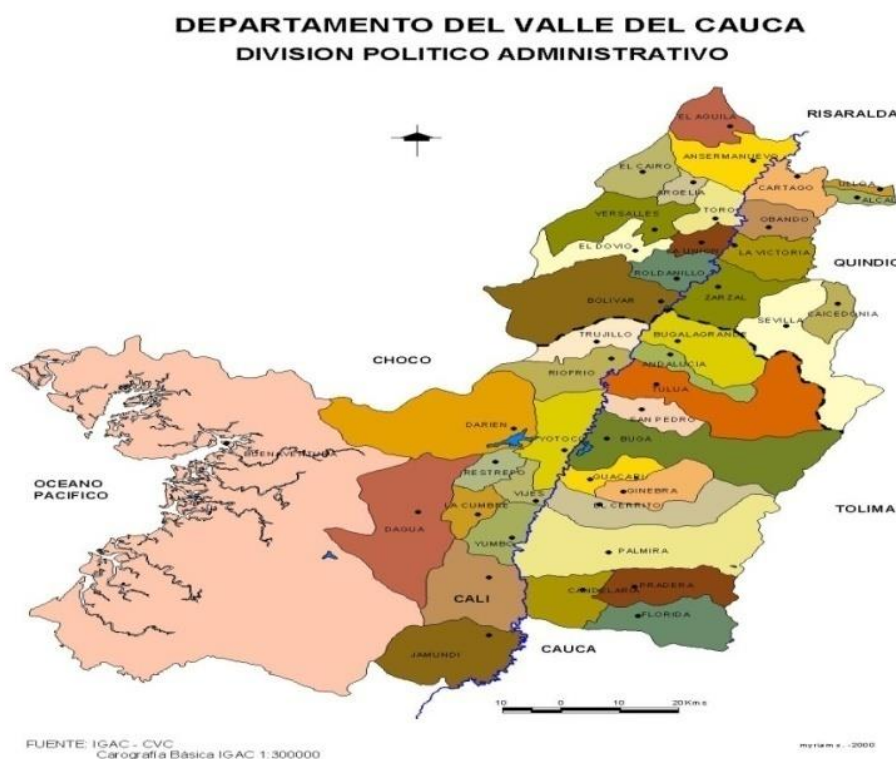 DEPARTAMENTO DEL VALLE DEL CAUCA
DIVISION POLITICO ADMINISTRATIVO
RISARALDA
EL AGUILA
ANSERMANUEVO
EL CAIRO
ARGELIA
CARTAGO
ULLOA
ALCAL
VERSALLES
TORO
OBANDO
EL DOVIO
LA UNION
LA VICTORIA
QUINDIO
ROLDANILLO
BOLIVAR
ZARZAL
SEVILLA
CAICEDONIA
TRUJILLO
BUGALAGRANDE
CHOCO
RIOFRIO
ANDALUCIA
TULUA
SAN PEDRO
DARIEN
YOTOCO
BUGA
BUENAVENTURA
RESTREPO
GUACARI
OCEANO
PACIFICO
GINEBRA
VIJES
LA CUMBRE
EL CERRITO
TOLIMA
DAGUA
YUMBO
PALMIRA
CALI
CANDELARIA
PRADERA
FLORIDA
JAMUNDI
CAUCA
10 0 10 20 Kms
FUENTE: IGAC - CVC
Carografía Básica IGAC 1:300000
myriam v. -2000